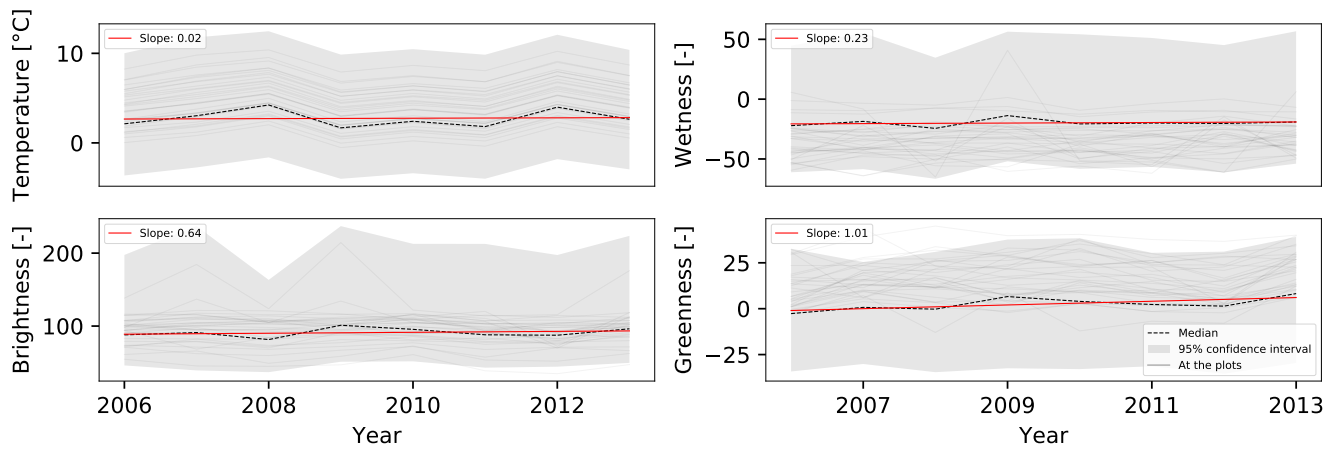 Temperature [°C]
10
0
Slope: 0.02
Wetness [-]
50
0
−50
Slope: 0.23
Brightness [-]
200
100
Slope: 0.64
2006
2008
2010
2012
Year
Greenness [-]
25
0
−25
Slope: 1.01
Median
95% confidence interval
At the plots
2007
2009
2011
2013
Year